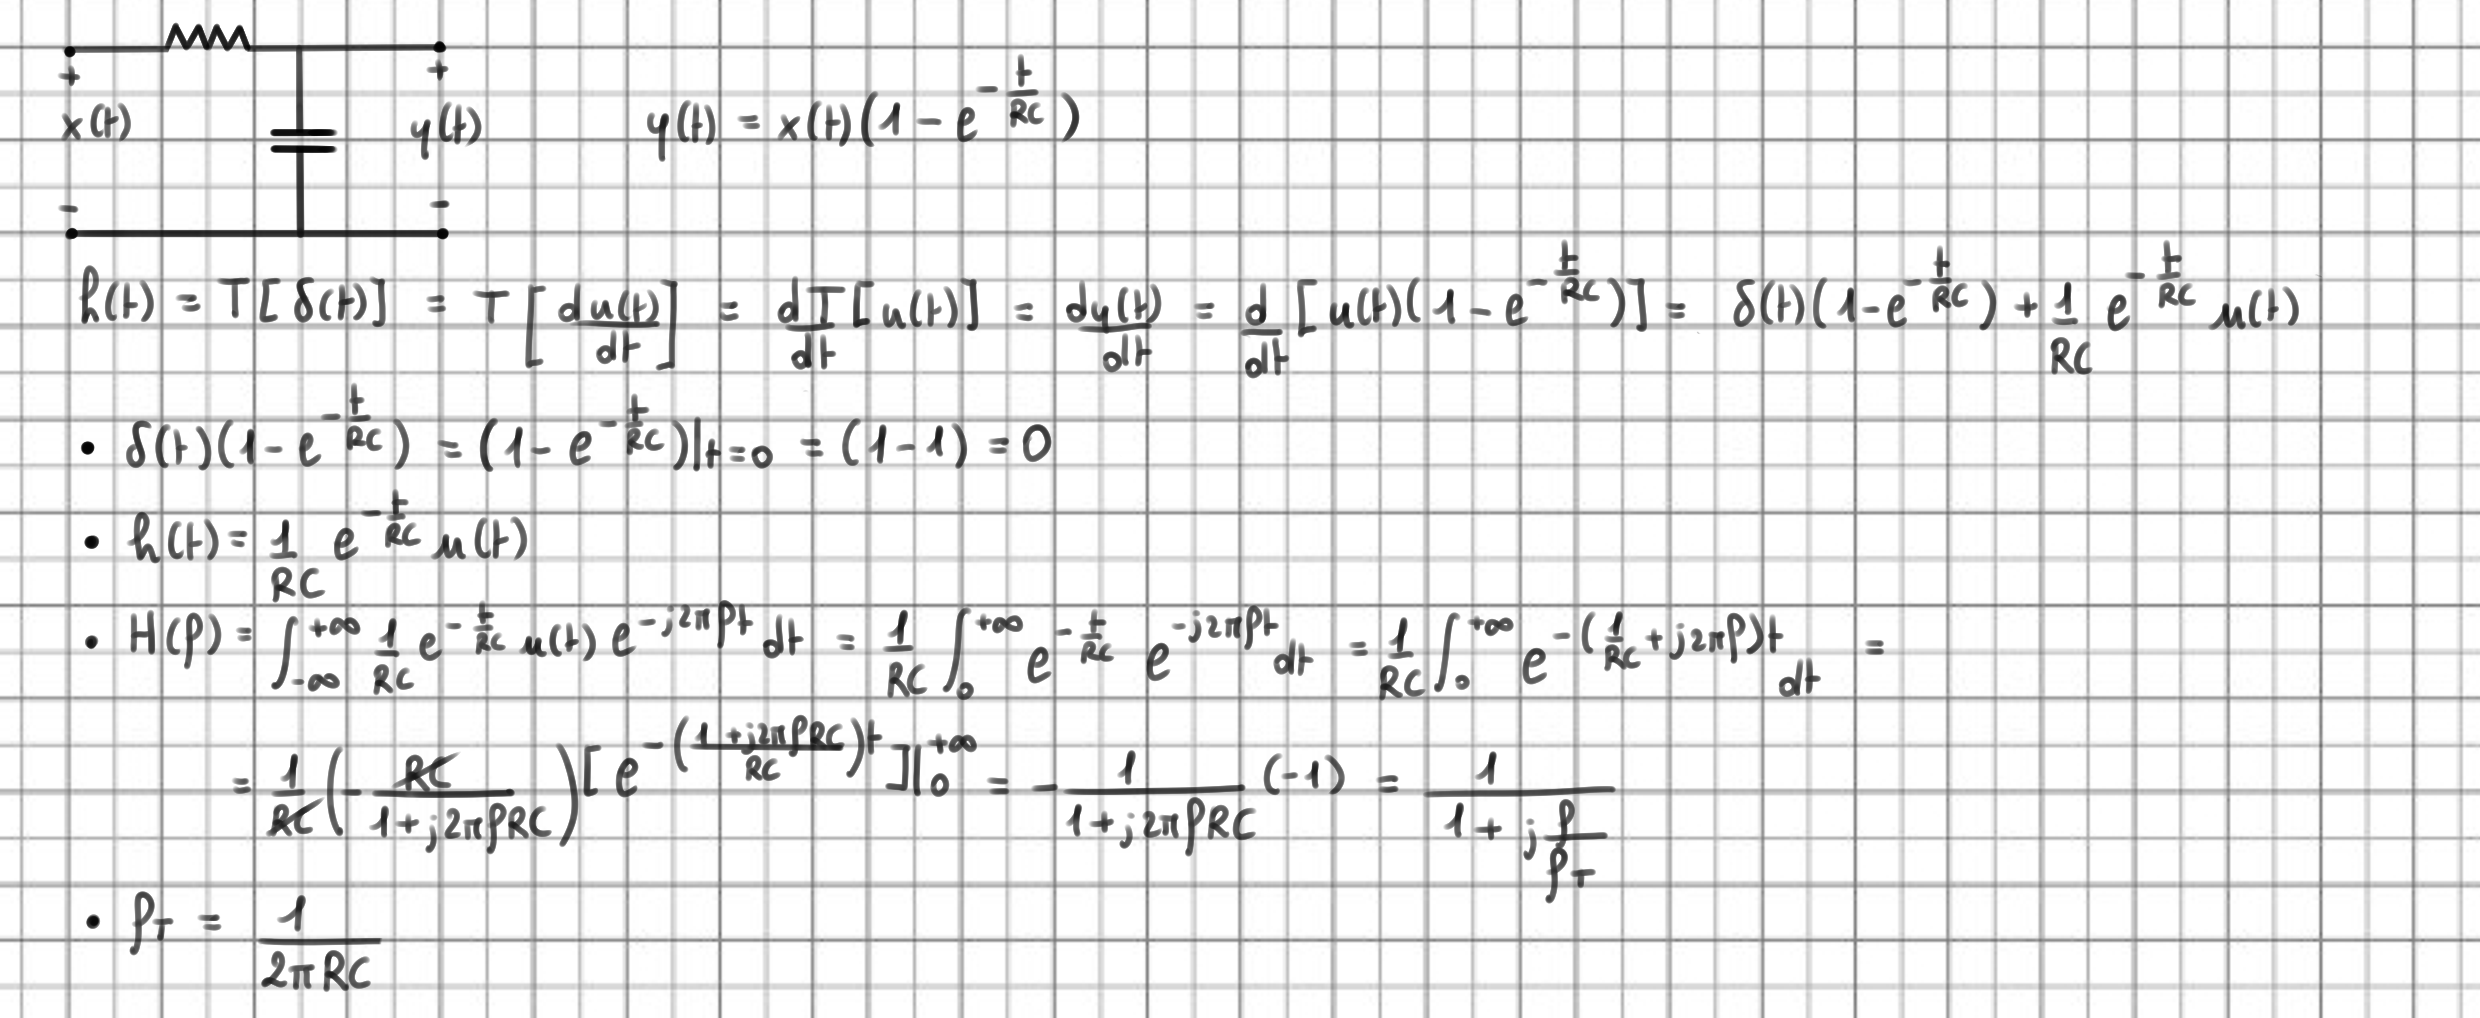 + +
x(t) y(t) y(t) = x(t)(1 - e^{-t/RC})
- -
h(t) = T[δ(t)] = T[du(t)/dt] = dT/dt[u(t)] = dy(t)/dt = d/dt[u(t)(1 - e^{-t/RC})] = δ(t)(1 - e^{-t/RC}) + 1/RC e^{-t/RC} u(t)
• δ(t)(1 - e^{-t/RC}) = (1 - e^{-t/RC})|_{t=0} = (1 - 1) = 0
• h(t) = 1/RC e^{-t/RC} u(t)
• H(f) = ∫_{-∞}^{+∞} 1/RC e^{-t/RC} u(t) e^{-j2πft} dt = 1/RC ∫_0^{+∞} e^{-t/RC} e^{-j2πft} dt = 1/RC ∫_0^{+∞} e^{-(1/RC + j2πf)t} dt =
= 1/RC (- RC/(1 + j2πfRC)) [e^{-((1 + j2πfRC)/RC)t}]|_0^{+∞} = - 1/(1 + j2πfRC) (-1) = 1/(1 + j f/f_T)
• f_T = 1/(2πRC)